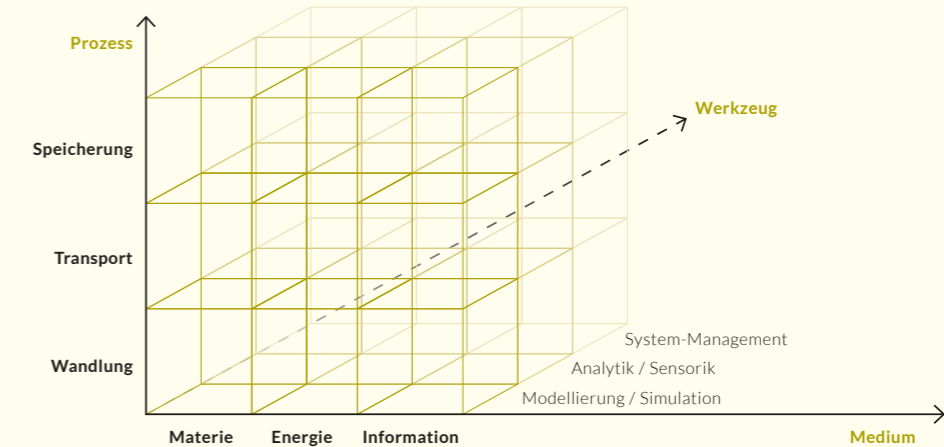 Prozess
Werkzeug
Speicherung
Transport
System-Management
Wandlung
Analytik / Sensorik
Modellierung / Simulation
Materie Energie Information Medium